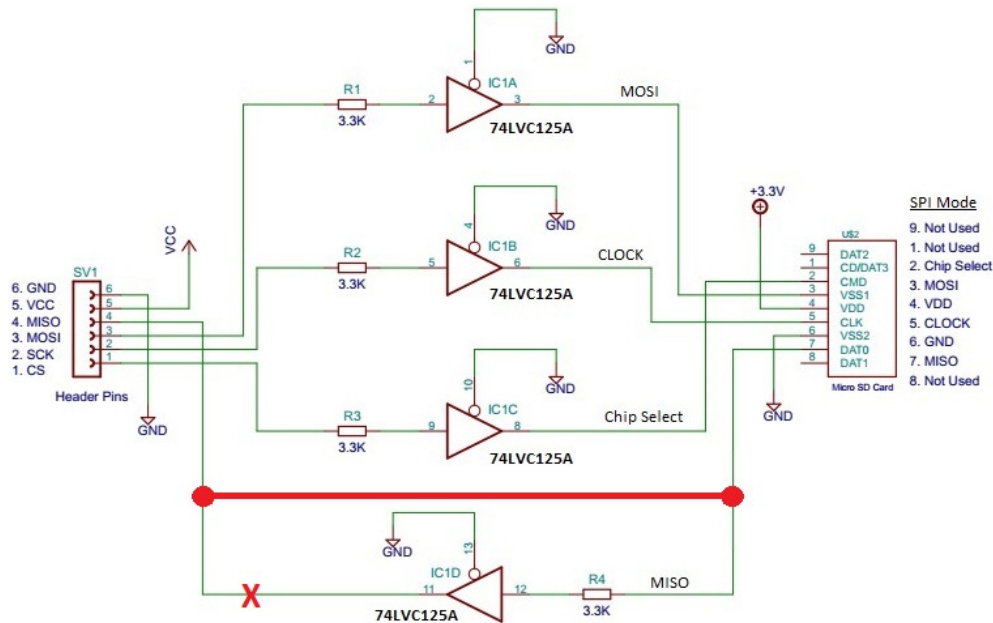 GND
1
IC1A
R1
2
3
MOSI
3.3K
74LVC125A
+3.3V
GND
4
SPI Mode
VCC
IC1B
R2
5
6
CLOCK
3.3K
74LVC125A
U$2
9 DAT2
1 CD/DAT3
2 CMD
3 VSS1
4 VDD
5 CLK
6 VSS2
7 DAT0
8 DAT1
Micro SD Card
9. Not Used
1. Not Used
2. Chip Select
3. MOSI
4. VDD
5. CLOCK
6. GND
7. MISO
8. Not Used
SV1
6. GND
5. VCC
4. MISO
3. MOSI
2. SCK
1. CS
6
5
4
3
2
1
Header Pins
GND
GND
10
GND
IC1C
R3
9
8
Chip Select
3.3K
74LVC125A
GND
13
IC1D
R4
X
11
12
MISO
74LVC125A
3.3K